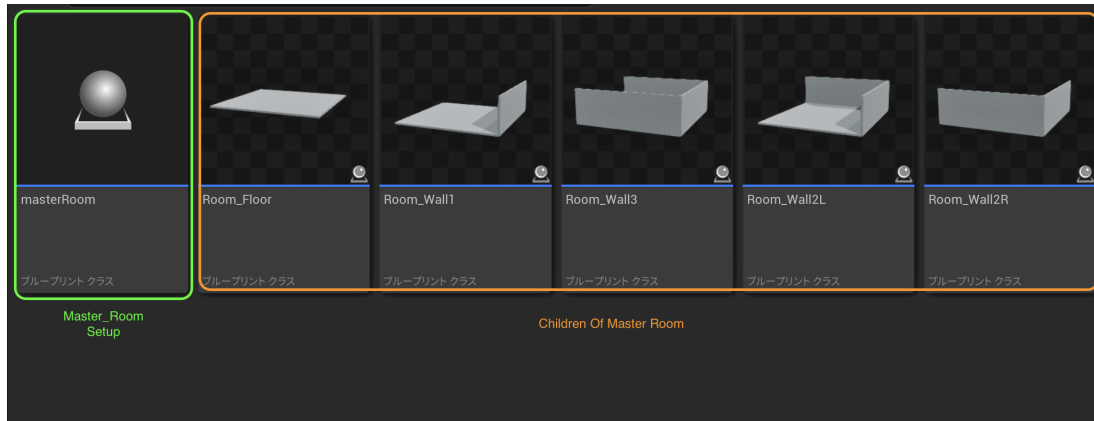 masterRoom
Room_Floor
Room_Wall1
Room_Wall3
Room_Wall2L
Room_Wall2R
ブループリント クラス
ブループリント クラス
ブループリント クラス
ブループリント クラス
ブループリント クラス
ブループリント クラス
Master_Room
Setup
Children Of Master Room